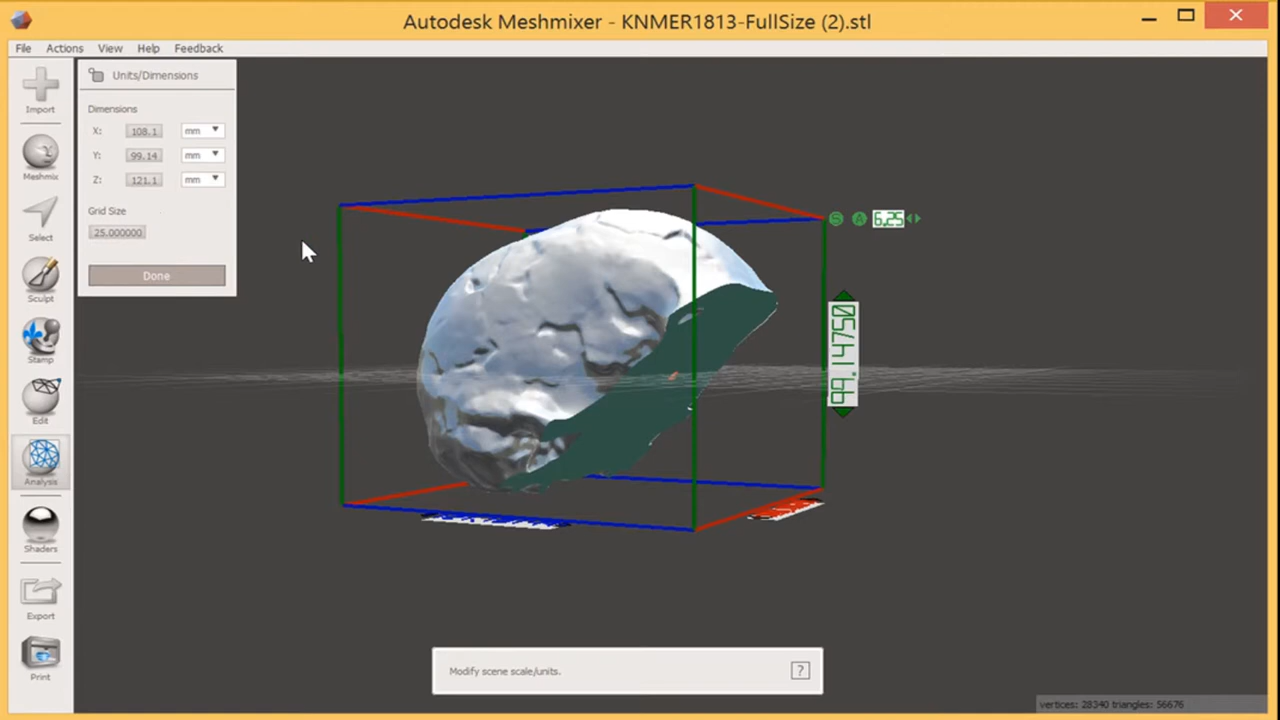 Autodesk Meshmixer - KNMER1813-FullSize (2).stl
File Actions View Help Feedback
Import
Meshmix
Select
Sculpt
Stamp
Edit
Analysis
Shaders
Export
Print
Units/Dimensions
Dimensions
X: 108.1 mm
Y: 99.14 mm
Z: 121.1 mm
Grid Size
25.000000
Done
S A 6.25
99.14750
Modify scene scale/units.
?
vertices: 28340 triangles: 56676